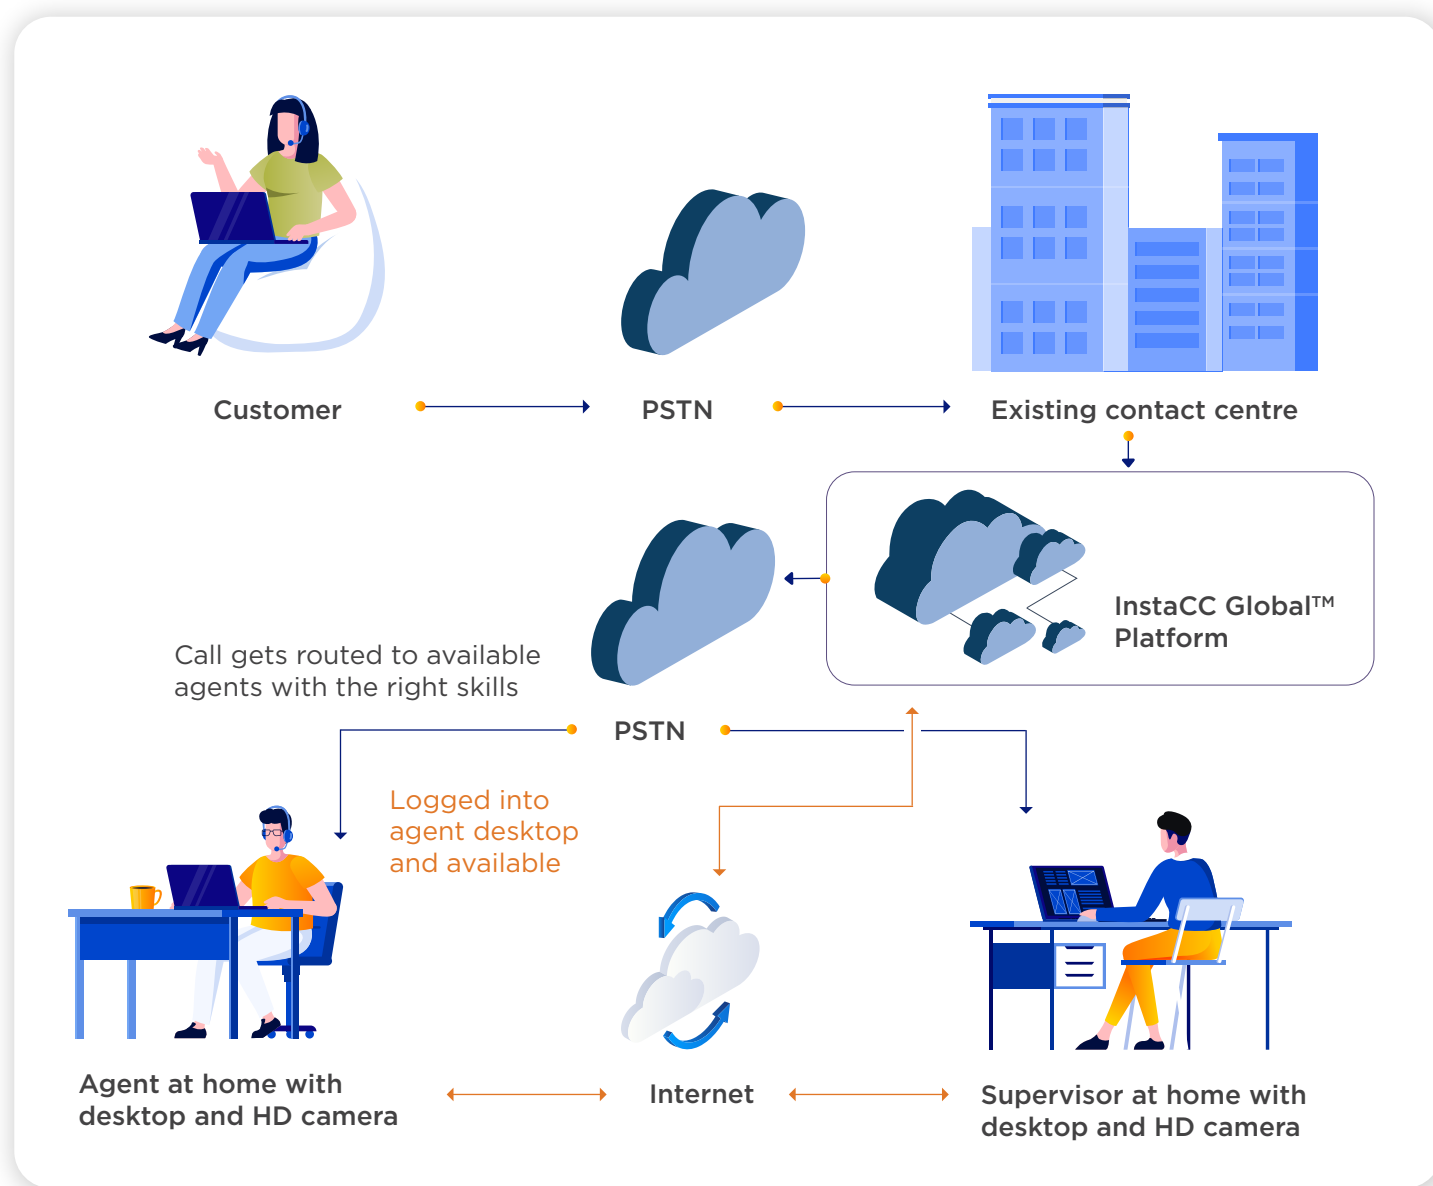 Customer
PSTN
Existing contact centre
InstaCC Global™
Platform
Call gets routed to available
agents with the right skills
PSTN
Logged into
agent desktop
and available
Agent at home with
desktop and HD camera
Internet
Supervisor at home with
desktop and HD camera